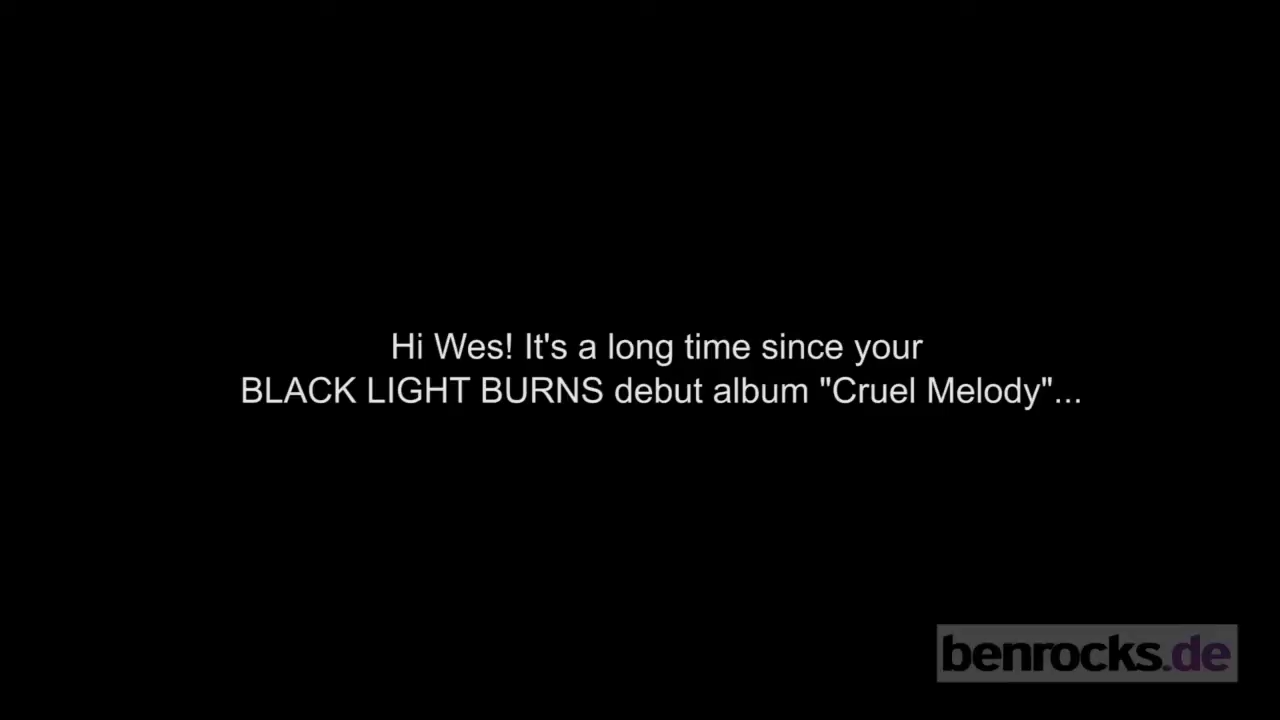 Hi Wes! It's a long time since your
BLACK LIGHT BURNS debut album "Cruel Melody"...
benrocks.de